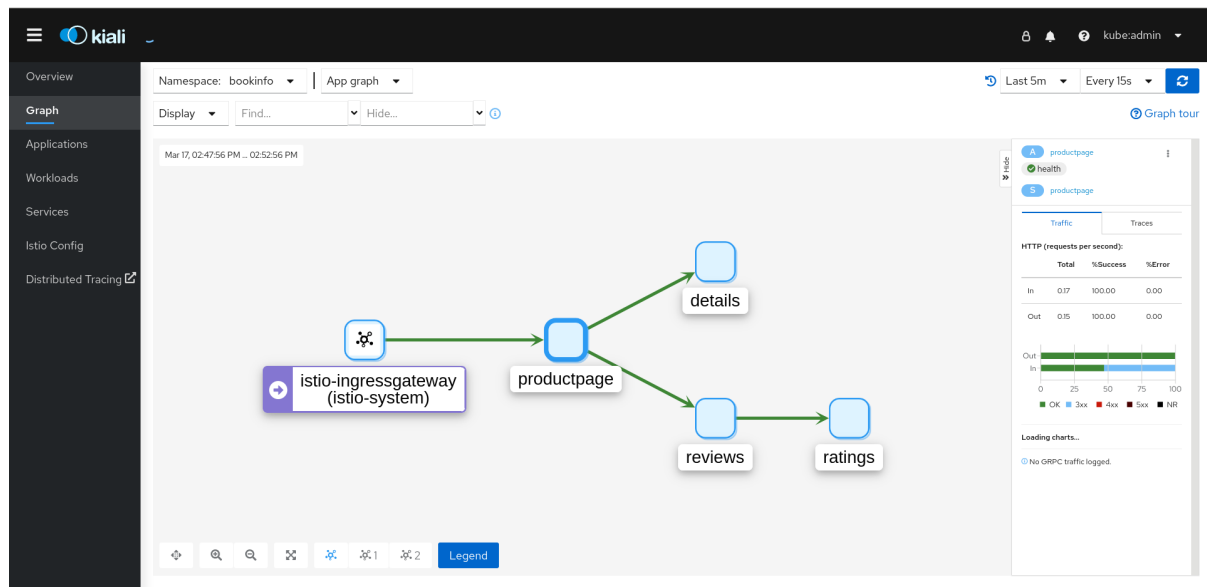 kiali
kube:admin
Overview
Graph
Applications
Workloads
Services
Istio Config
Distributed Tracing
Namespace: bookinfo
App graph
Last 5m
Every 15s
Display
Find...
Hide...
Graph tour
Mar 17, 02:47:56 PM ... 02:52:56 PM
details
istio-ingressgateway
(istio-system)
productpage
reviews
ratings
1
2
Legend
Hide
A productpage
health
S productpage
Traffic Traces
HTTP (requests per second):
Total %Success %Error
In 0.17 100.00 0.00
Out 0.15 100.00 0.00
Out
In
0 25 50 75 100
OK 3xx 4xx 5xx NR
Loading charts...
No GRPC traffic logged.